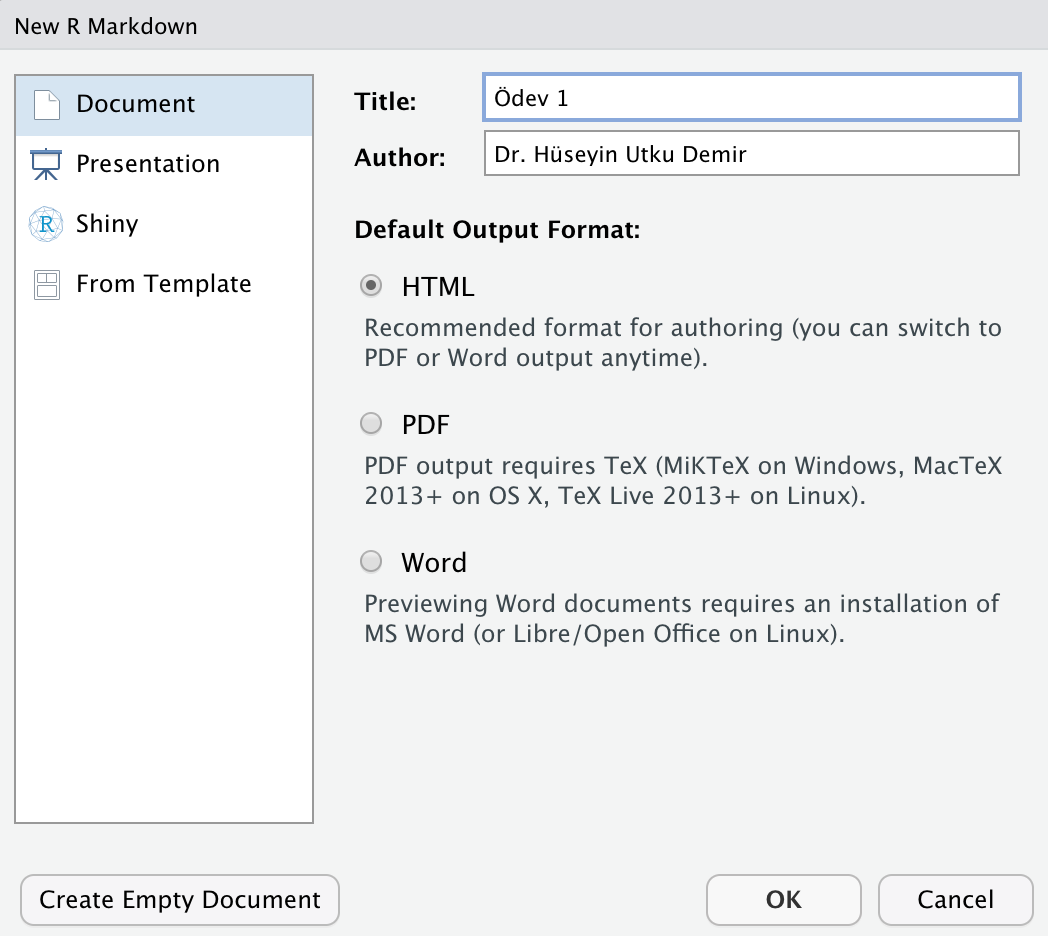 New R Markdown
Document
Presentation
R Shiny
From Template
Title: Ödev 1
Author: Dr. Hüseyin Utku Demir
Default Output Format:
HTML
Recommended format for authoring (you can switch to
PDF or Word output anytime).
PDF
PDF output requires TeX (MiKTeX on Windows, MacTeX
2013+ on OS X, TeX Live 2013+ on Linux).
Word
Previewing Word documents requires an installation of
MS Word (or Libre/Open Office on Linux).
Create Empty Document OK Cancel